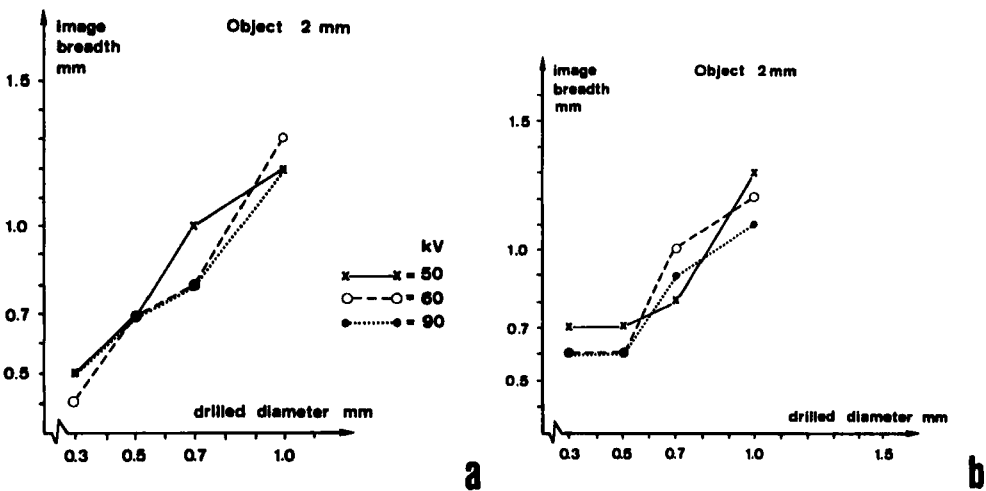 image
breadth
mm
Object 2 mm
1.5
1.0
0.7
0.5
kV
x——x = 50
o– – –o = 60
●········● = 90
drilled diameter mm
0.3 0.5 0.7 1.0
a
image
breadth
mm
Object 2mm
1.5
1.0
0.7
0.5
drilled diameter mm
0.3 0.5 0.7 1.0 1.5
b